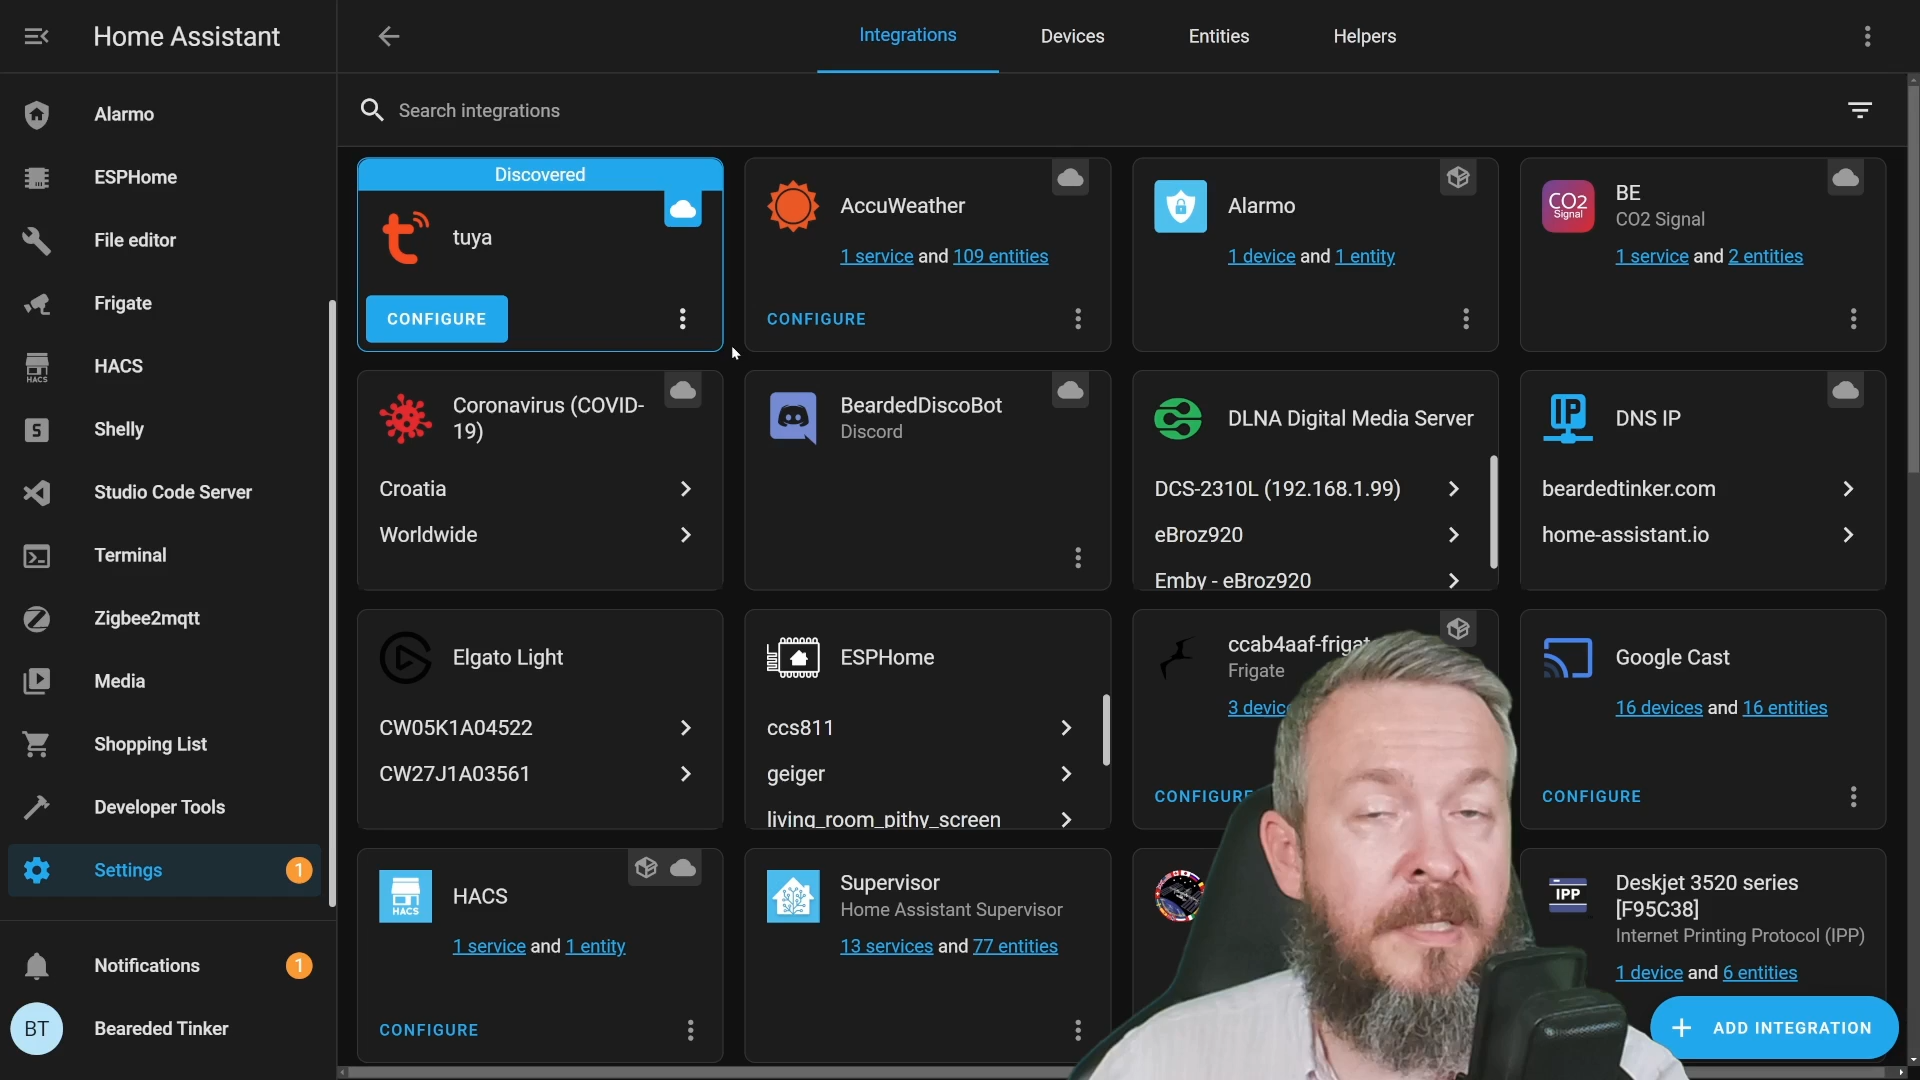 Home Assistant
Integrations
Devices
Entities
Helpers
Search integrations
Alarmo
ESPHome
File editor
Frigate
HACS
HACS
Shelly
Studio Code Server
Terminal
Zigbee2mqtt
Media
Shopping List
Developer Tools
Settings
1
Notifications
1
BT
Beareded Tinker
Discovered
tuya
CONFIGURE
AccuWeather
1 service and 109 entities
CONFIGURE
Alarmo
1 device and 1 entity
CO2
Signal
BE
CO2 Signal
1 service and 2 entities
Coronavirus (COVID-
19)
Croatia
Worldwide
BeardedDiscoBot
Discord
DLNA Digital Media Server
DCS-2310L (192.168.1.99)
eBroz920
Emby - eBroz920
IP
DNS IP
beardedtinker.com
home-assistant.io
Elgato Light
CW05K1A04522
CW27J1A03561
ESPHome
ccs811
geiger
living_room_pithy_screen
ccab4aaf-frigat
Frigate
3 devic
CONFIGURE
Google Cast
16 devices and 16 entities
CONFIGURE
HACS
HACS
1 service and 1 entity
CONFIGURE
Supervisor
Home Assistant Supervisor
13 services and 77 entities
IPP
Deskjet 3520 series
[F95C38]
Internet Printing Protocol (IPP)
1 device and 6 entities
ADD INTEGRATION